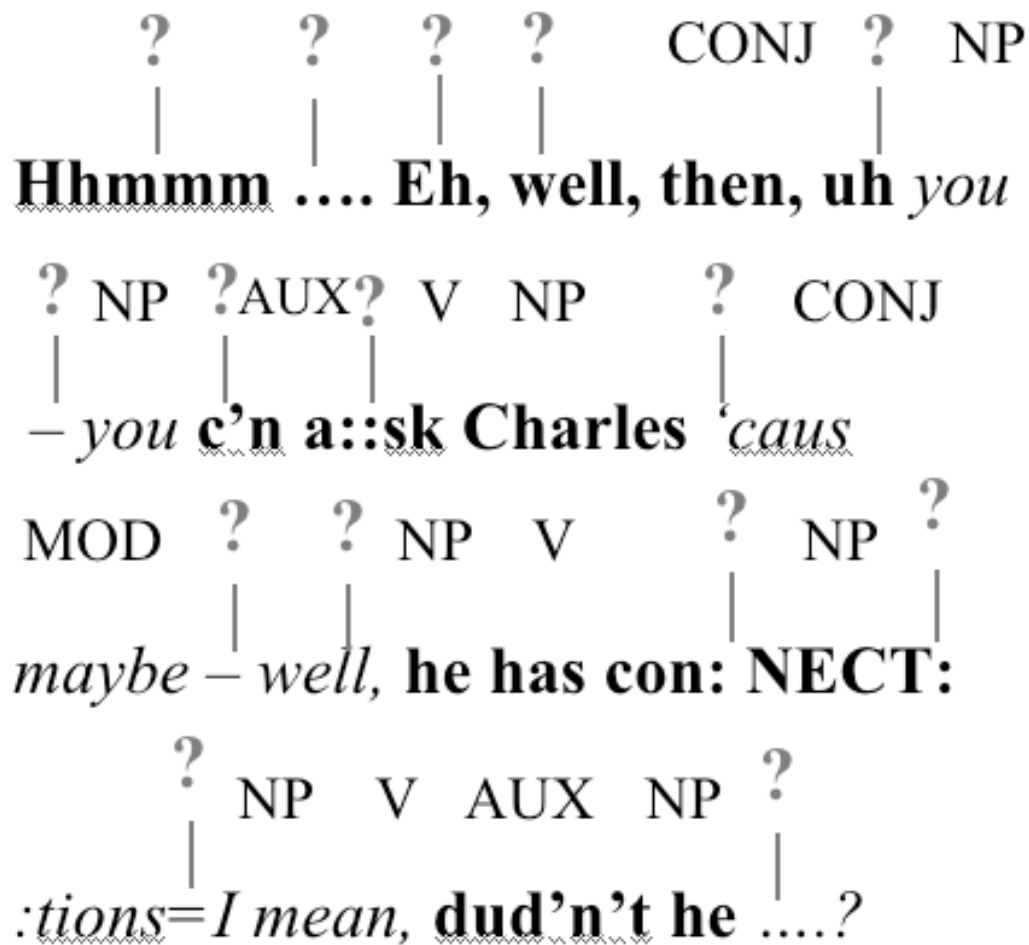 ? ? ? ? CONJ ? NP
Hhmmm .... Eh, well, then, uh you
? NP ? AUX ? V NP ? CONJ
– you c’n a::sk Charles ‘caus
MOD ? ? NP V ? NP ?
maybe – well, he has con: NECT:
? NP V AUX NP ?
:tions=I mean, dud’n’t he ....?